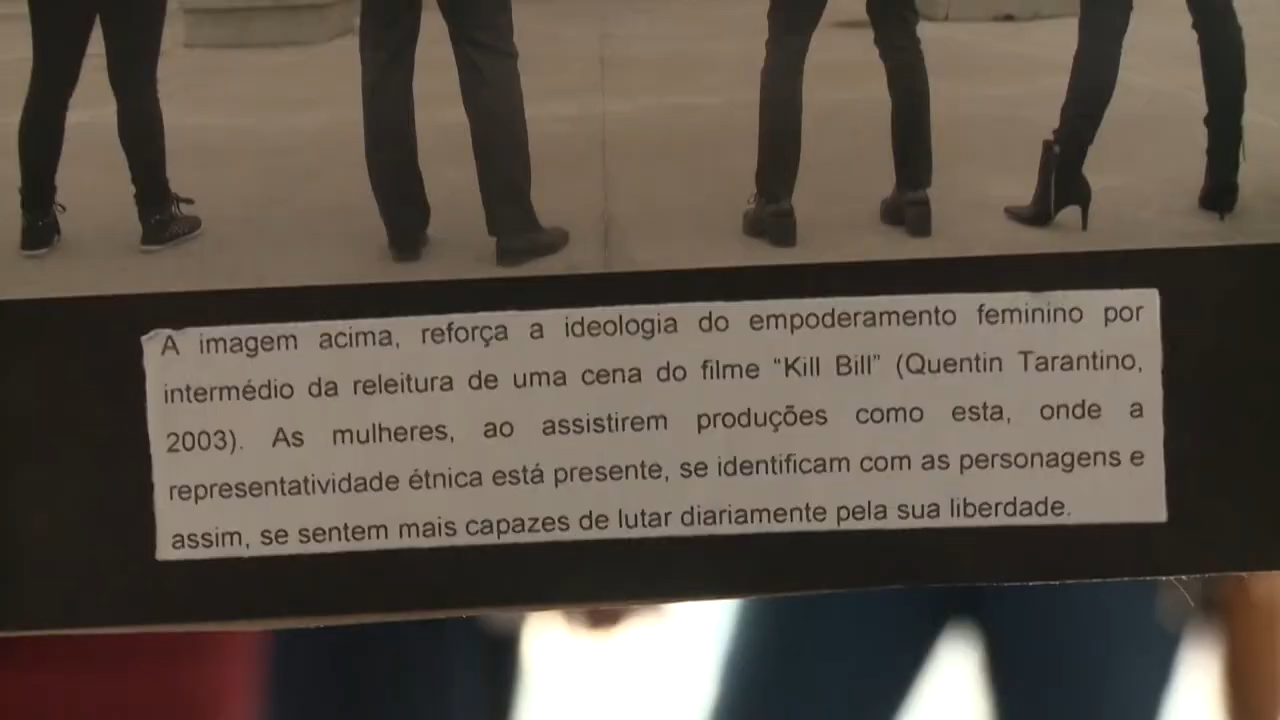 A imagem acima, reforça a ideologia do empoderamento feminino por
intermédio da releitura de uma cena do filme “Kill Bill” (Quentin Tarantino,
2003). As mulheres, ao assistirem produções como esta, onde a
representatividade étnica está presente, se identificam com as personagens e
assim, se sentem mais capazes de lutar diariamente pela sua liberdade.